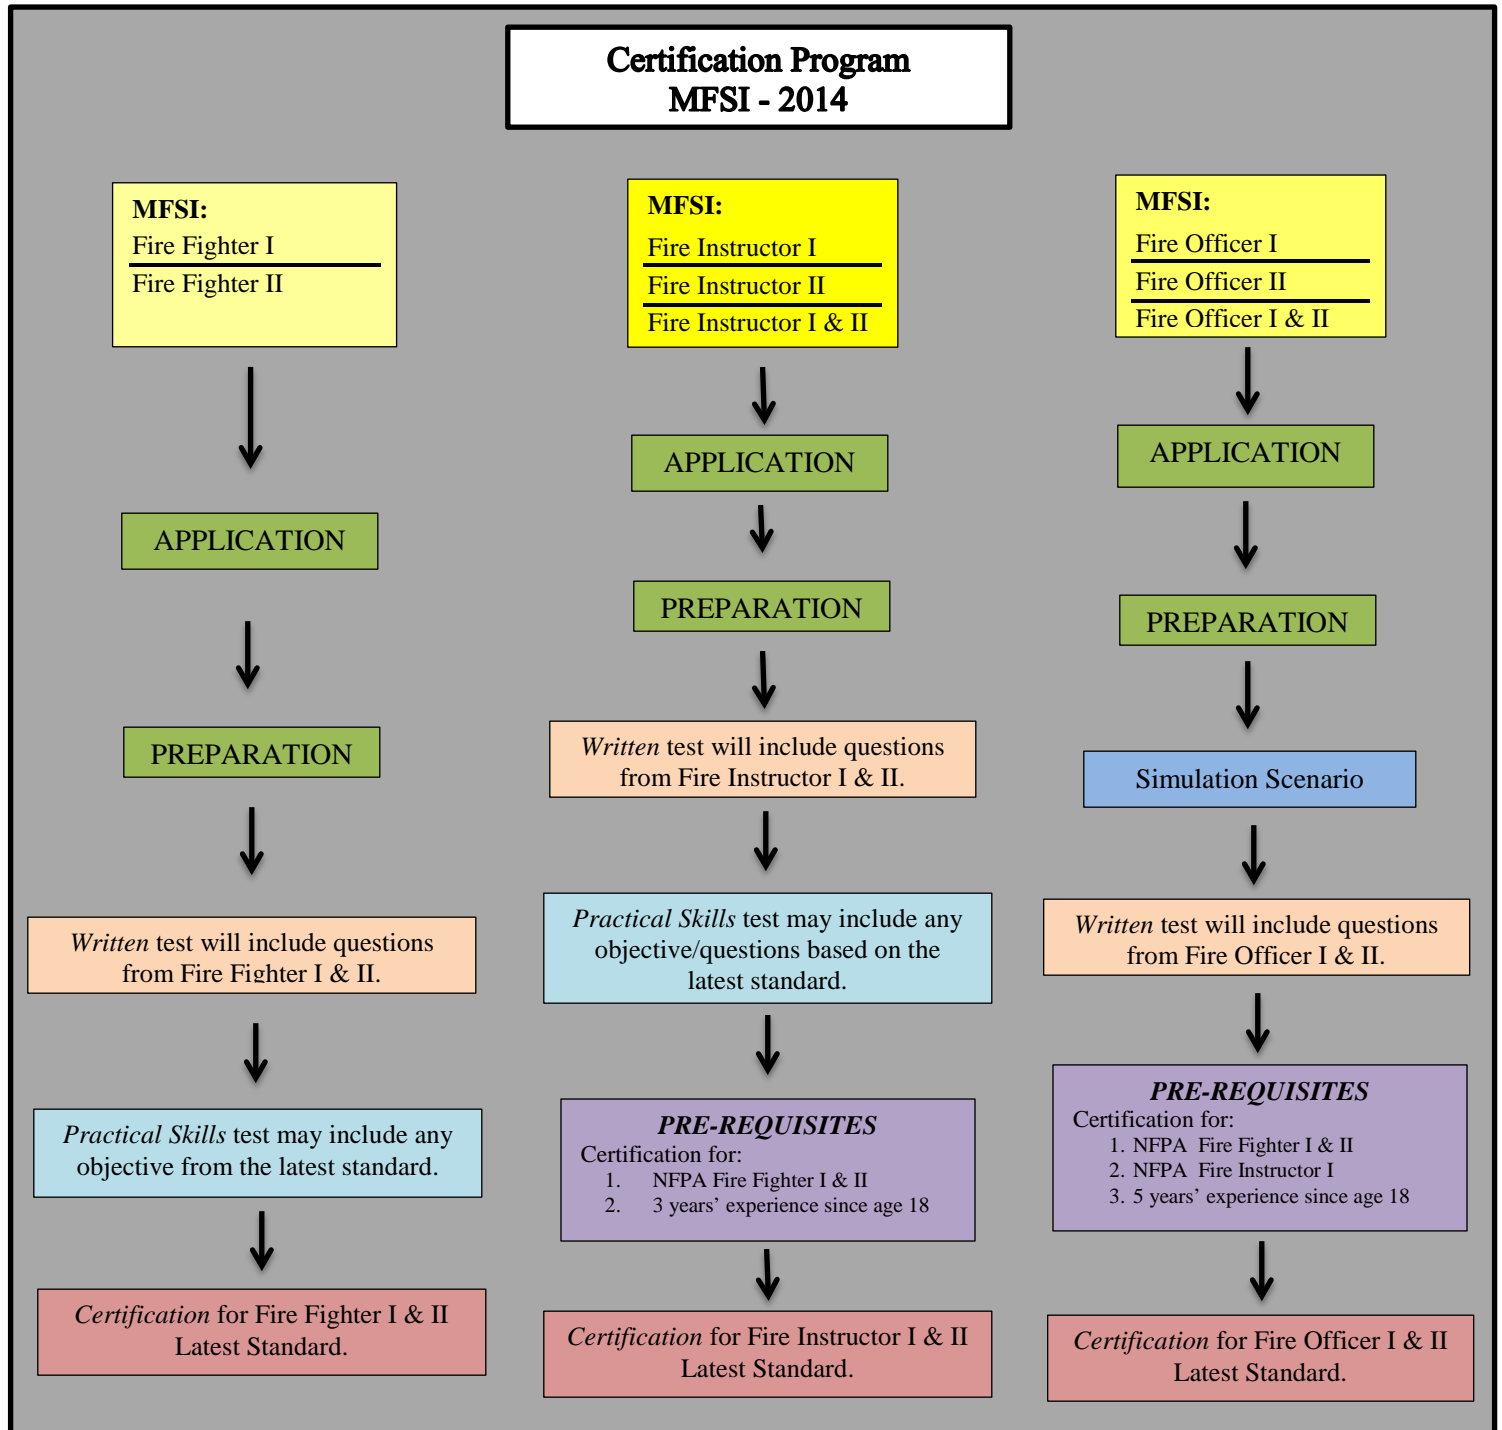 Certification Program
MFSI - 2014
MFSI:
Fire Fighter I
Fire Fighter II
APPLICATION
PREPARATION
Written test will include questions
from Fire Fighter I & II.
Practical Skills test may include any
objective from the latest standard.
Certification for Fire Fighter I & II
Latest Standard.
MFSI:
Fire Instructor I
Fire Instructor II
Fire Instructor I & II
APPLICATION
PREPARATION
Written test will include questions
from Fire Instructor I & II.
Practical Skills test may include any
objective/questions based on the
latest standard.
PRE-REQUISITES
Certification for:
1. NFPA Fire Fighter I & II
2. 3 years’ experience since age 18
Certification for Fire Instructor I & II
Latest Standard.
MFSI:
Fire Officer I
Fire Officer II
Fire Officer I & II
APPLICATION
PREPARATION
Simulation Scenario
Written test will include questions
from Fire Officer I & II.
PRE-REQUISITES
Certification for:
1. NFPA Fire Fighter I & II
2. NFPA Fire Instructor I
3. 5 years’ experience since age 18
Certification for Fire Officer I & II
Latest Standard.